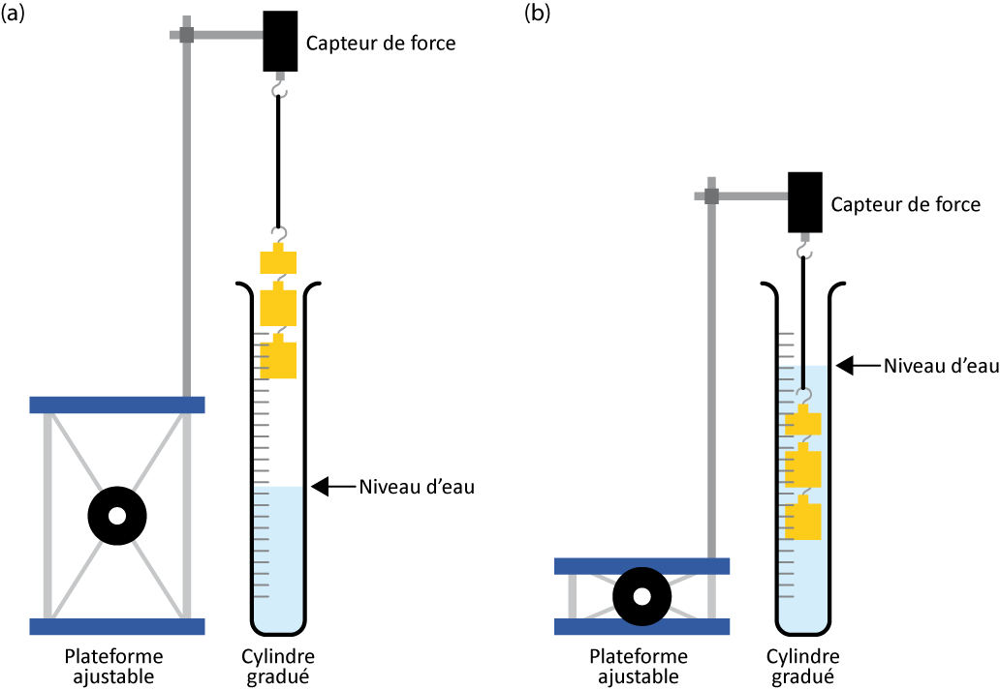 (a)
Capteur de force
Niveau d’eau
Plateforme
ajustable
Cylindre
gradué
(b)
Capteur de force
Niveau d’eau
Plateforme
ajustable
Cylindre
gradué